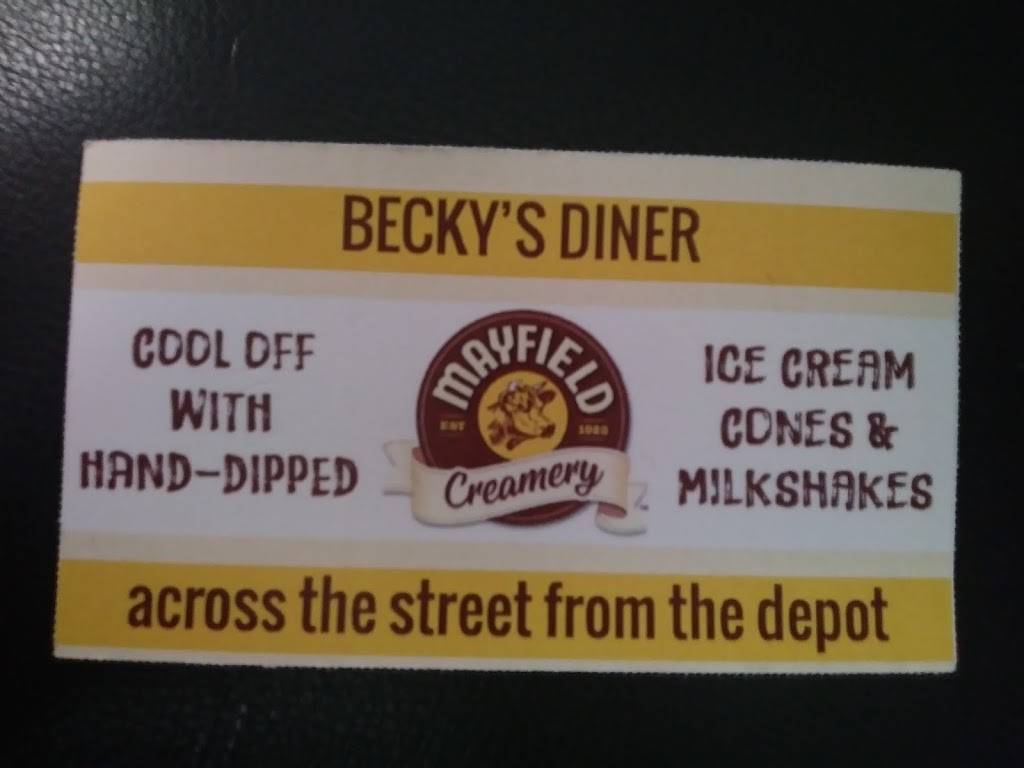 BECKY'S DINER
COOL OFF
WITH
HAND-DIPPED
MAYFIELD
EST 1923
Creamery
ICE CREAM
CONES &
MILKSHAKES
across the street from the depot